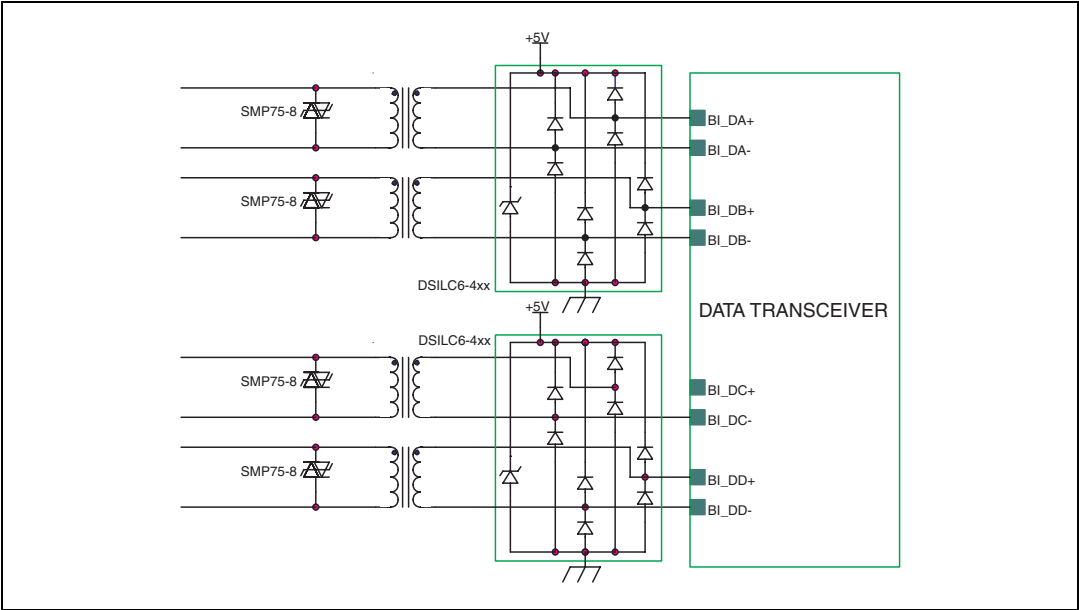 +5V
SMP75-8
BI_DA+
BI_DA-
SMP75-8
BI_DB+
BI_DB-
DSILC6-4xx
+5V
DATA TRANSCEIVER
DSILC6-4xx
SMP75-8
BI_DC+
BI_DC-
SMP75-8
BI_DD+
BI_DD-